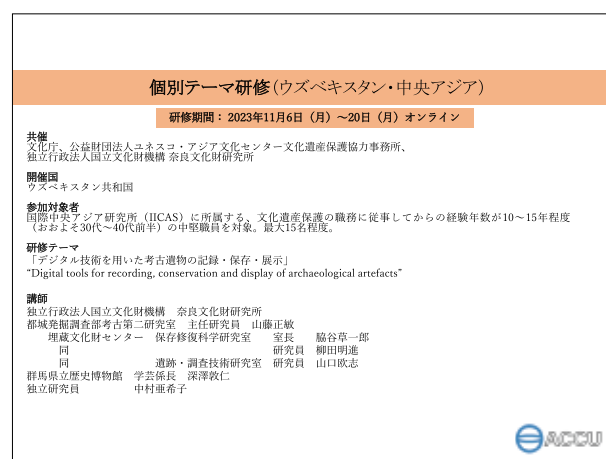 個別テーマ研修(ウズベキスタン・中央アジア)
研修期間： 2023年11月6日（月）～20日（月）オンライン
共催
文化庁、公益財団法人ユネスコ・アジア文化センター文化遺産保護協力事務所、
独立行政法人国立文化財機構 奈良文化財研究所
開催国
ウズベキスタン共和国
参加対象者
国際中央アジア研究所（IICAS）に所属する、文化遺産保護の職務に従事してからの経験年数が10～15年程度
（おおよそ30代～40代前半）の中堅職員を対象。最大15名程度。
研修テーマ
「デジタル技術を用いた考古遺物の記録・保存・展示」
“Digital tools for recording, conservation and display of archaeological artefacts”
講師
独立行政法人国立文化財機構　奈良文化財研究所
都城発掘調査部考古第二研究室　主任研究員　山藤正敏
埋蔵文化財センター　保存修復科学研究室　室長　脇谷草一郎
同　研究員　柳田明進
同　遺跡・調査技術研究室　研究員　山口欧志
群馬県立歴史博物館　学芸係長　深澤敦仁
独立研究員　中村亜希子
ACCU